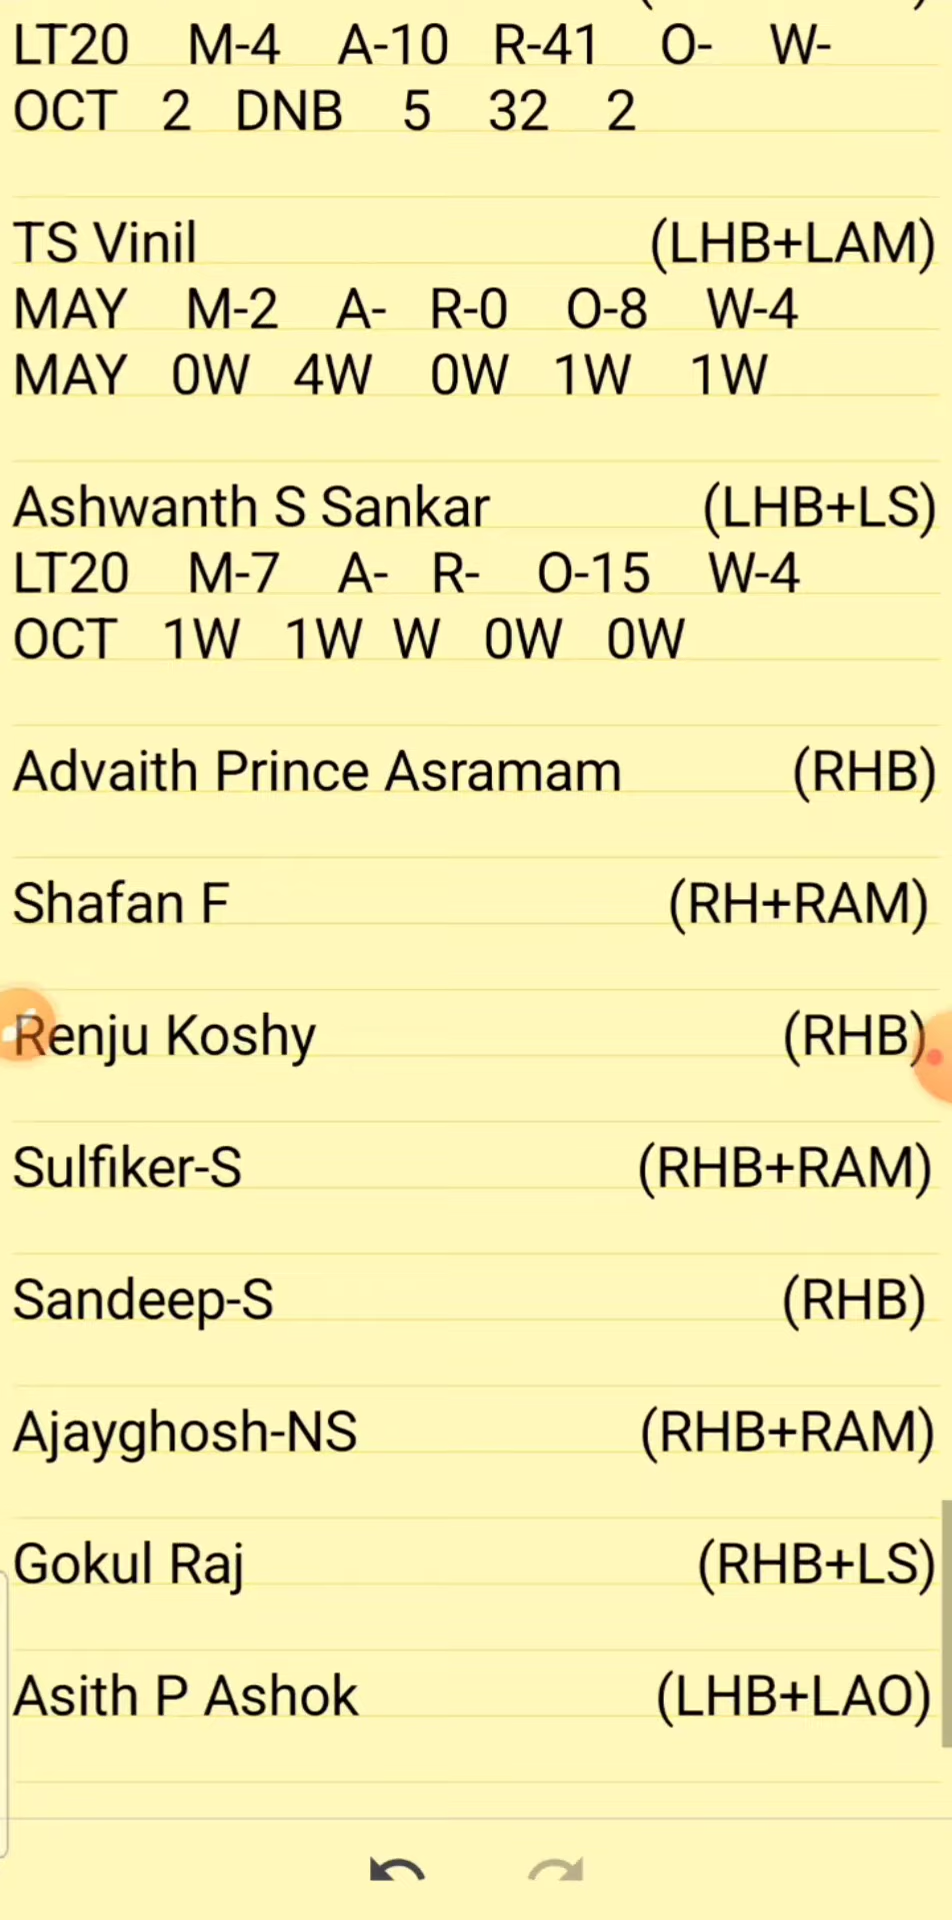 LT20 M-4 A-10 R-41 O- W-
OCT 2 DNB 5 32 2
TS Vinil (LHB+LAM)
MAY M-2 A- R-0 O-8 W-4
MAY 0W 4W 0W 1W 1W
Ashwanth S Sankar (LHB+LS)
LT20 M-7 A- R- O-15 W-4
OCT 1W 1W W 0W 0W
Advaith Prince Asramam (RHB)
Shafan F (RH+RAM)
Renju Koshy (RHB)
Sulfiker-S (RHB+RAM)
Sandeep-S (RHB)
Ajayghosh-NS (RHB+RAM)
Gokul Raj (RHB+LS)
Asith P Ashok (LHB+LAO)